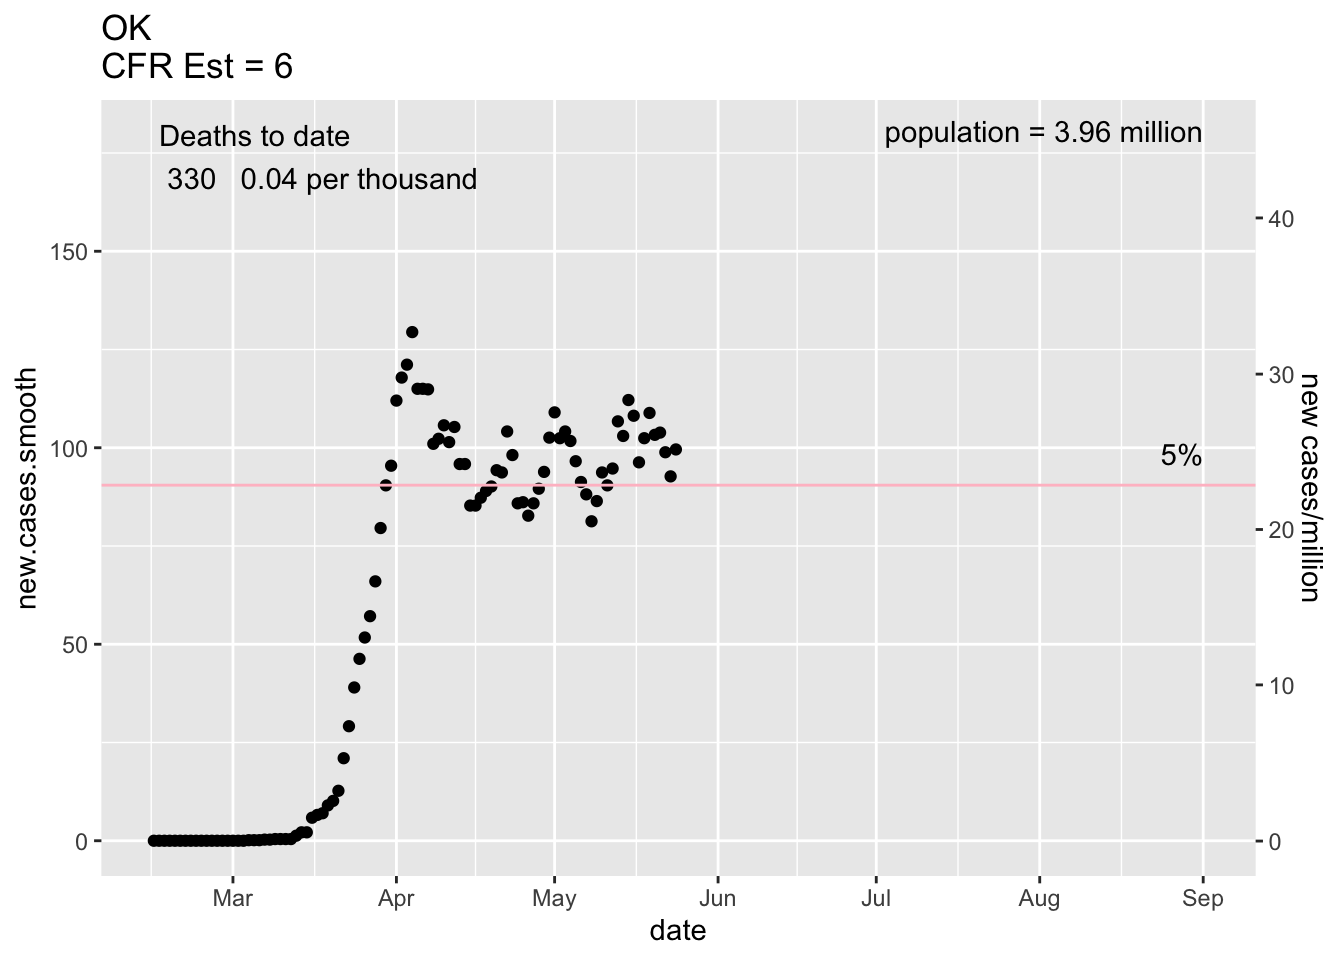 OK
CFR Est = 6
Deaths to date
330 0.04 per thousand
population = 3.96 million
150
100
50
0
new.cases.smooth
40
30
20
10
0
new cases/million
5%
Mar Apr May Jun Jul Aug Sep
date